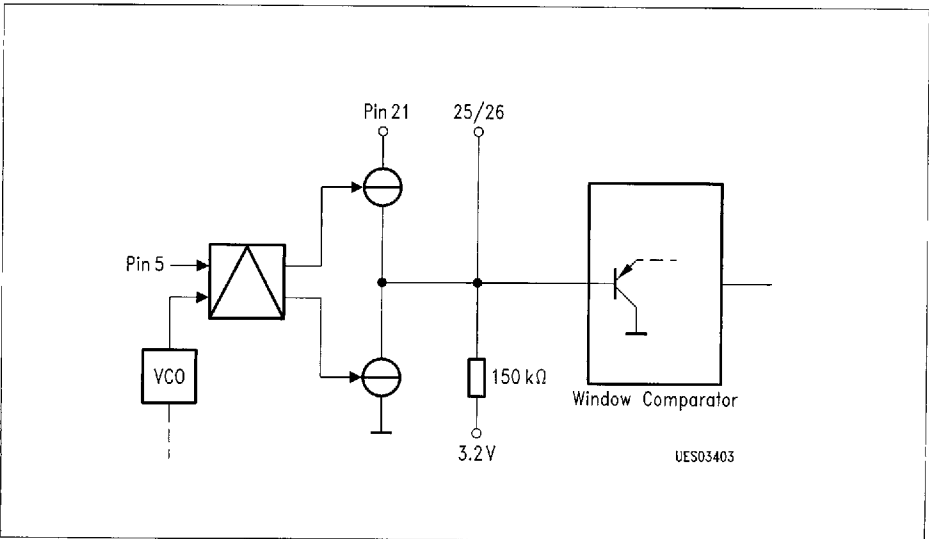 Pin 21
25/26
Pin 5
VCO
150 kΩ
3.2 V
Window Comparator
UES03403